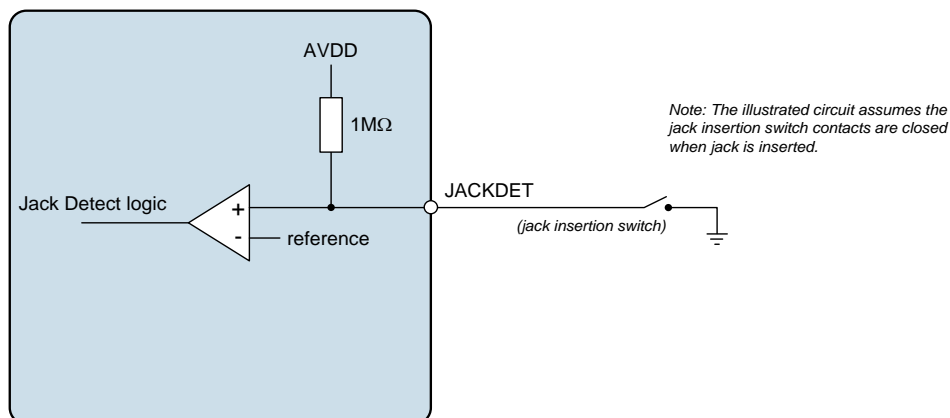 AVDD
1MΩ
Note: The illustrated circuit assumes the
jack insertion switch contacts are closed
when jack is inserted.
JACKDET
Jack Detect logic
+
-
reference
(jack insertion switch)